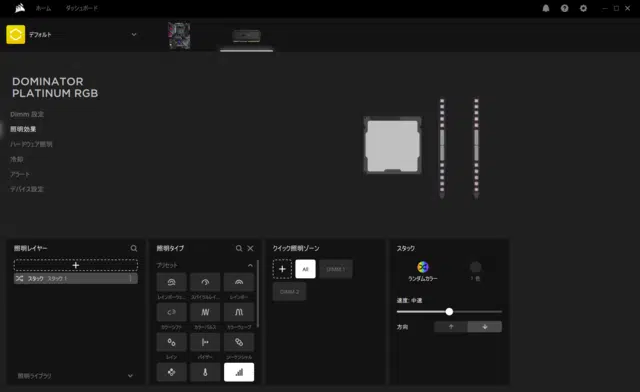 ホーム ダッシュボード
デフォルト
DOMINATOR
PLATINUM RGB
Dimm 設定
照明効果
ハードウェア照明
冷却
アラート
デバイス設定
照明レイヤー
照明タイプ
クイック照明ゾーン
スタック
+
プリセット
+
All
DIMM 1
DIMM 2
スタック スタック 1
ランダムカラー
1 色
レインボーウェ...
スパイラルレイ...
レインボー
速度: 中速
カラーシフト
カラーパルス
カラーウェーブ
方向
レイン
バイザー
シーケンシャル
照明ライブラリ